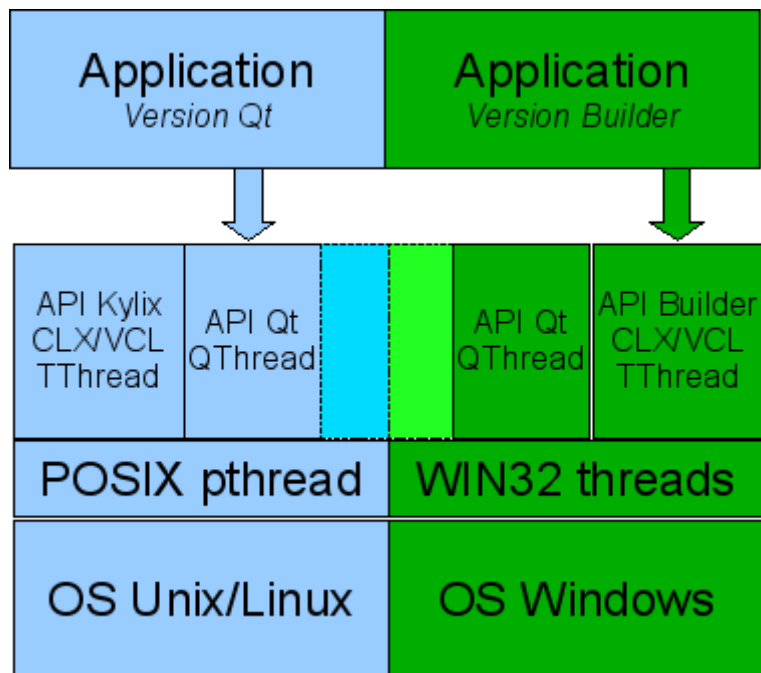 Application
Version Qt
Application
Version Builder
API Kylix
CLX/VCL
TThread
API Qt
QThread
API Qt
QThread
API Builder
CLX/VCL
TThread
POSIX pthread
WIN32 threads
OS Unix/Linux
OS Windows